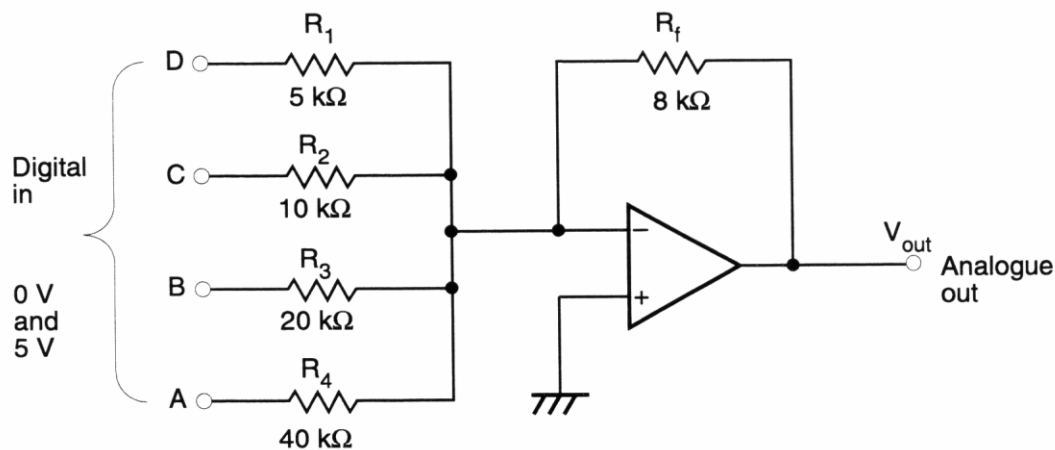 R1
D
5 kΩ
R2
C
10 kΩ
Digital
in
R3
B
20 kΩ
0 V
and
5 V
R4
A
40 kΩ
Rf
8 kΩ
−
+
Vout
Analogue
out